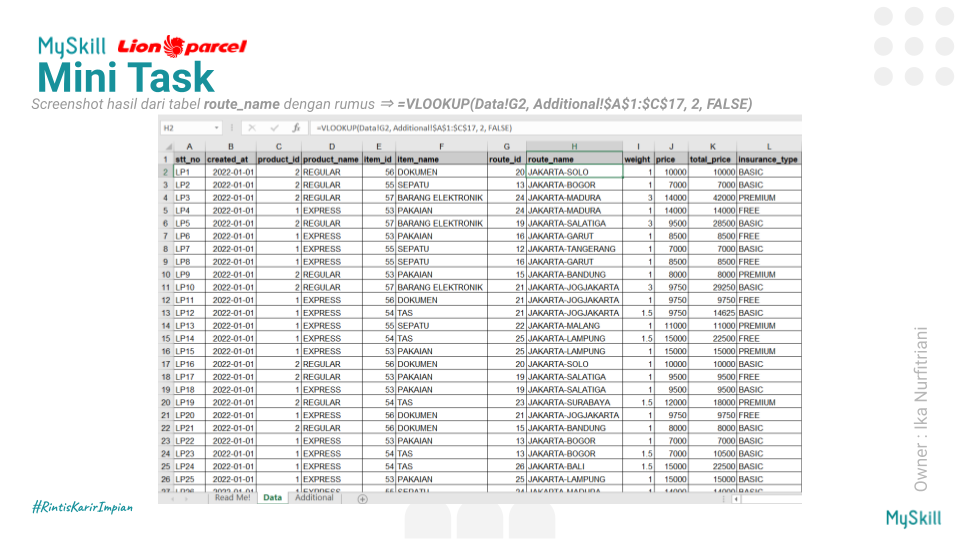 MySkill Lion parcel
Mini Task
Screenshot hasil dari tabel route_name dengan rumus ⇒ =VLOOKUP(Data!G2, Additional!$A$1:$C$17, 2, FALSE)
H2 fx =VLOOKUP(Data!G2, Additional!$A$1:$C$17, 2, FALSE)
A B C D E F G H I J K L
1 stt_no created_at product_id product_name item_id item_name route_id route_name weight price total_price insurance_type
2 LP1 2022-01-01 2 REGULAR 56 DOKUMEN 20 JAKARTA-SOLO 1 10000 10000 BASIC
3 LP2 2022-01-01 2 REGULAR 55 SEPATU 13 JAKARTA-BOGOR 1 7000 7000 BASIC
4 LP3 2022-01-01 2 REGULAR 57 BARANG ELEKTRONIK 24 JAKARTA-MADURA 3 14000 42000 PREMIUM
5 LP4 2022-01-01 1 EXPRESS 53 PAKAIAN 24 JAKARTA-MADURA 1 14000 14000 FREE
6 LP5 2022-01-01 2 REGULAR 57 BARANG ELEKTRONIK 19 JAKARTA-SALATIGA 3 9500 28500 BASIC
7 LP6 2022-01-01 1 EXPRESS 53 PAKAIAN 16 JAKARTA-GARUT 1 8500 8500 FREE
8 LP7 2022-01-01 1 EXPRESS 55 SEPATU 12 JAKARTA-TANGERANG 1 7000 7000 BASIC
9 LP8 2022-01-01 1 EXPRESS 55 SEPATU 16 JAKARTA-GARUT 1 8500 8500 FREE
10 LP9 2022-01-01 2 REGULAR 53 PAKAIAN 15 JAKARTA-BANDUNG 1 8000 8000 PREMIUM
11 LP10 2022-01-01 2 REGULAR 57 BARANG ELEKTRONIK 21 JAKARTA-JOGJAKARTA 3 9750 29250 BASIC
12 LP11 2022-01-01 1 EXPRESS 56 DOKUMEN 21 JAKARTA-JOGJAKARTA 1 9750 9750 FREE
13 LP12 2022-01-01 1 EXPRESS 54 TAS 21 JAKARTA-JOGJAKARTA 1.5 9750 14625 BASIC
14 LP13 2022-01-01 1 EXPRESS 55 SEPATU 22 JAKARTA-MALANG 1 11000 11000 PREMIUM
15 LP14 2022-01-01 1 EXPRESS 54 TAS 25 JAKARTA-LAMPUNG 1.5 15000 22500 FREE
16 LP15 2022-01-01 1 EXPRESS 53 PAKAIAN 25 JAKARTA-LAMPUNG 1 15000 15000 PREMIUM
17 LP16 2022-01-01 2 REGULAR 56 DOKUMEN 20 JAKARTA-SOLO 1 10000 10000 BASIC
18 LP17 2022-01-01 2 REGULAR 53 PAKAIAN 19 JAKARTA-SALATIGA 1 9500 9500 FREE
19 LP18 2022-01-01 1 EXPRESS 53 PAKAIAN 19 JAKARTA-SALATIGA 1 9500 9500 BASIC
20 LP19 2022-01-01 2 REGULAR 54 TAS 23 JAKARTA-SURABAYA 1.5 12000 18000 PREMIUM
21 LP20 2022-01-01 1 EXPRESS 56 DOKUMEN 21 JAKARTA-JOGJAKARTA 1 9750 9750 FREE
22 LP21 2022-01-01 2 REGULAR 56 DOKUMEN 15 JAKARTA-BANDUNG 1 8000 8000 BASIC
23 LP22 2022-01-01 1 EXPRESS 53 PAKAIAN 13 JAKARTA-BOGOR 1 7000 7000 BASIC
24 LP23 2022-01-01 1 EXPRESS 54 TAS 13 JAKARTA-BOGOR 1.5 7000 10500 BASIC
25 LP24 2022-01-01 1 EXPRESS 54 TAS 26 JAKARTA-BALI 1.5 15000 22500 BASIC
26 LP25 2022-01-01 1 EXPRESS 53 PAKAIAN 25 JAKARTA-LAMPUNG 1 15000 15000 BASIC
27 LP26 2022-01-01 1 EXPRESS 55 SEPATU 24 JAKARTA-MADURA 1 14000 14000 BASIC
Read Me! Data Additional
Owner : Ika Nurfitriani
#RintisKarirImpian
MySkill